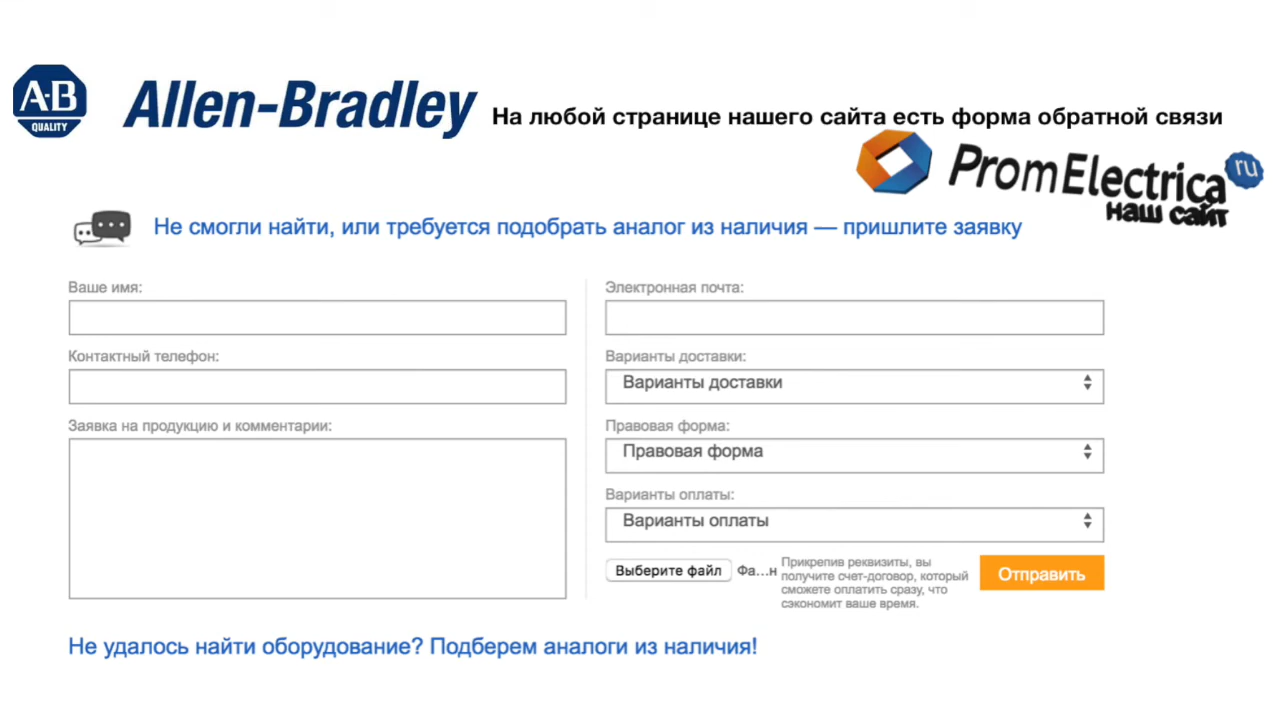 A-B
QUALITY
Allen-Bradley
На любой странице нашего сайта есть форма обратной связи
PromElectrica ru
наш сайт
Не смогли найти, или требуется подобрать аналог из наличия — пришлите заявку
Ваше имя:
Электронная почта:
Контактный телефон:
Варианты доставки:
Варианты доставки
Заявка на продукцию и комментарии:
Правовая форма:
Правовая форма
Варианты оплаты:
Варианты оплаты
Выберите файл Фа...н
Прикрепив реквизиты, вы
получите счет-договор, который
сможете оплатить сразу, что
сэкономит ваше время.
Отправить
Не удалось найти оборудование? Подберем аналоги из наличия!